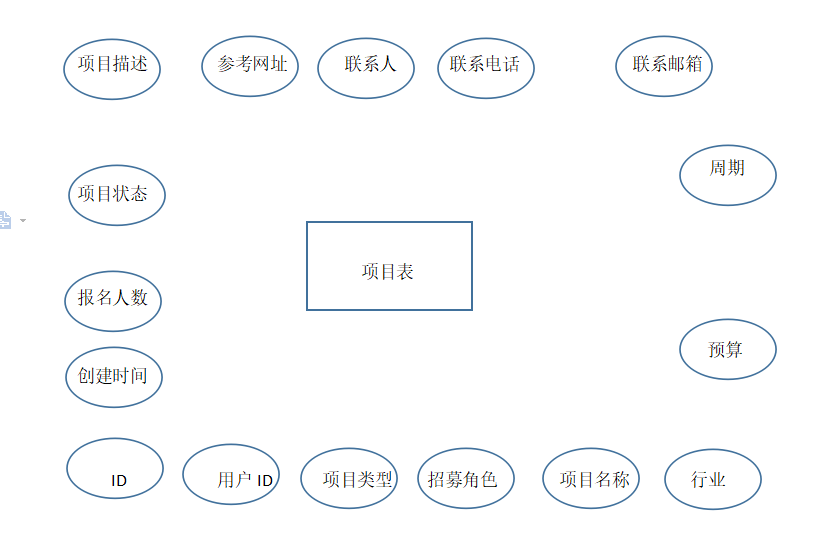 项目描述
参考网址
联系人
联系电话
联系邮箱
周期
项目状态
项目表
报名人数
预算
创建时间
ID
用户 ID
项目类型
招募角色
项目名称
行业